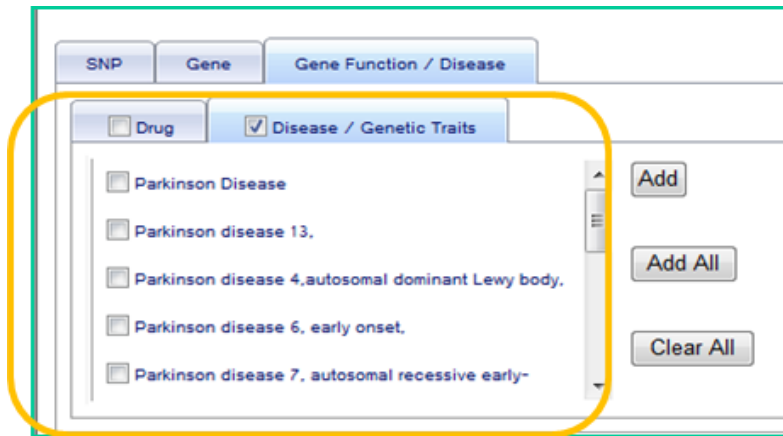 SNP Gene Gene Function / Disease
Drug Disease / Genetic Traits
Parkinson Disease
Add
Parkinson disease 13,
Parkinson disease 4,autosomal dominant Lewy body,
Add All
Parkinson disease 6, early onset,
Clear All
Parkinson disease 7, autosomal recessive early-